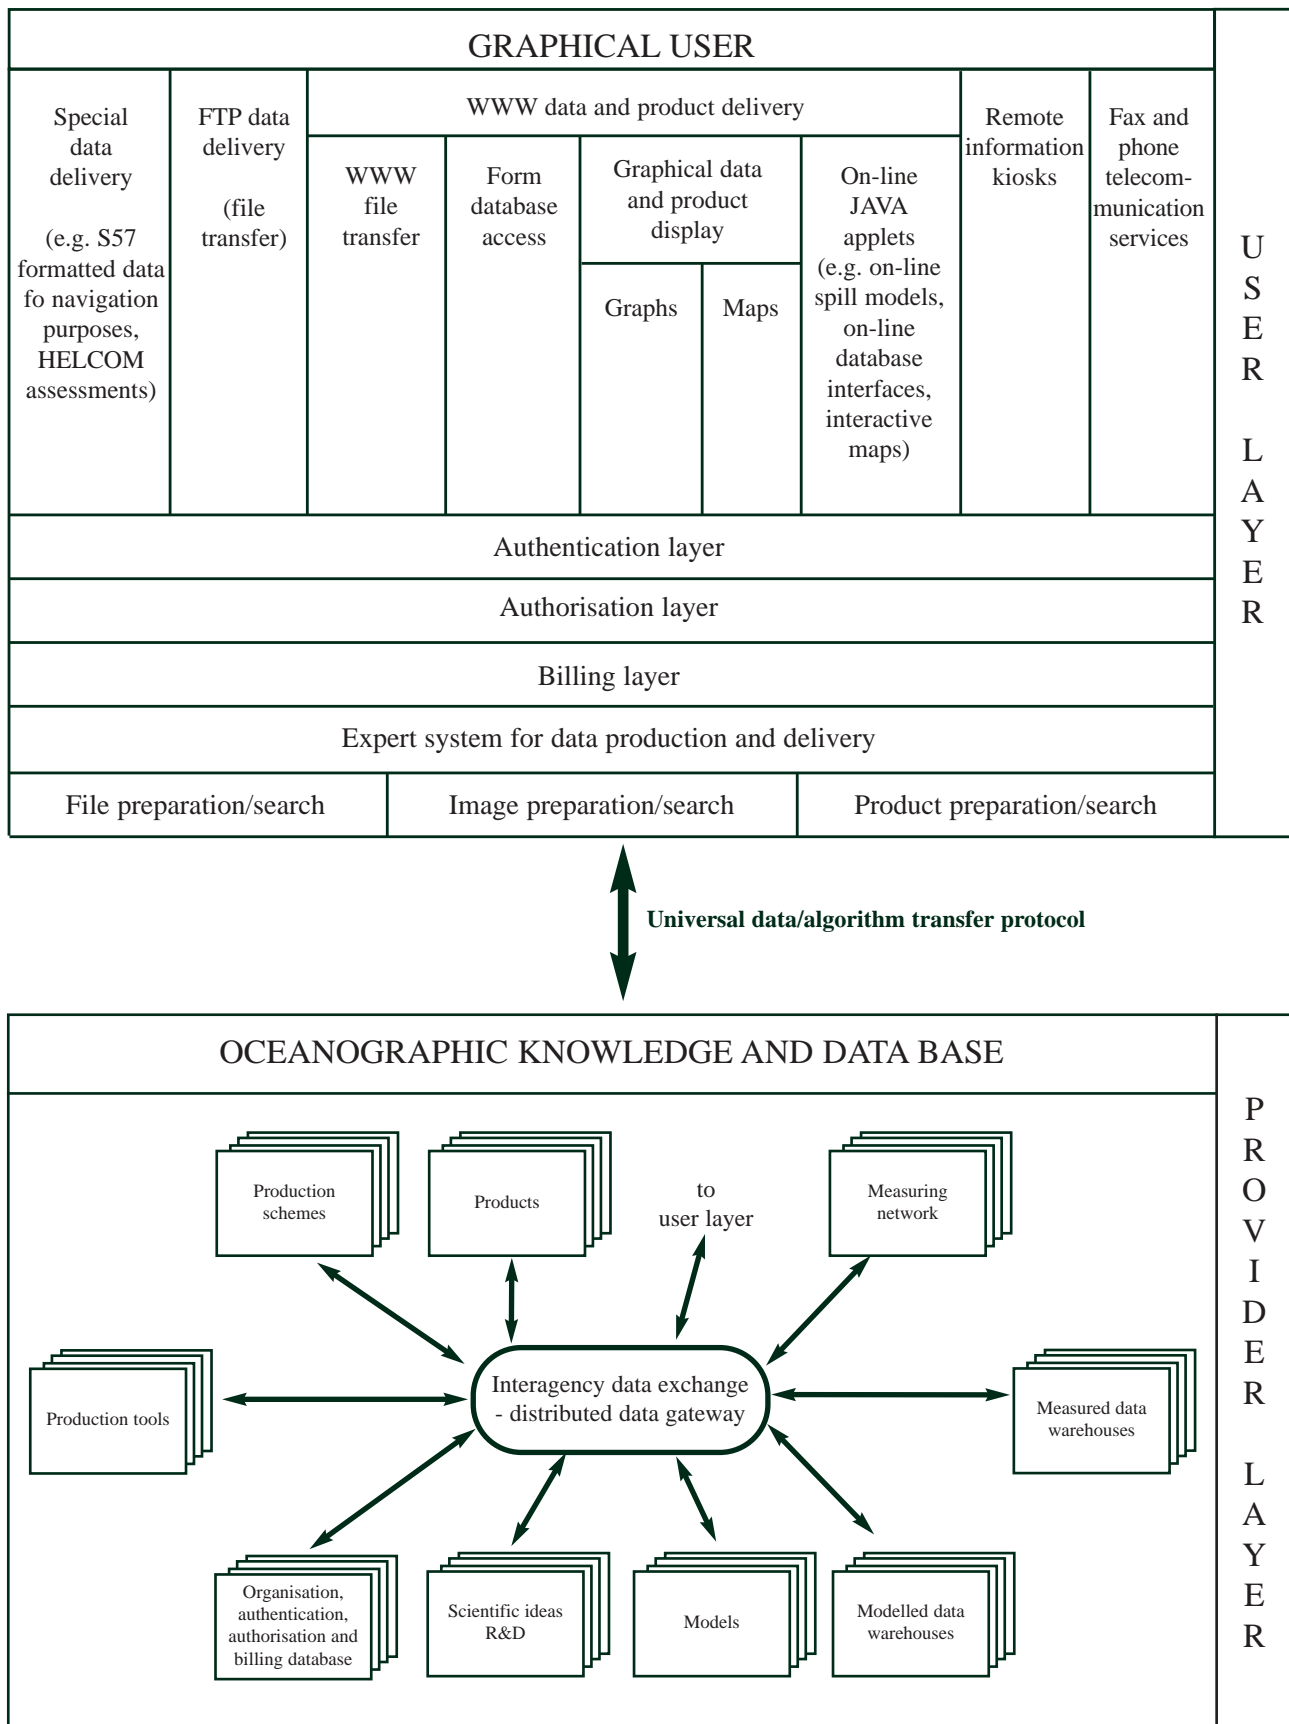 GRAPHICAL USER
Special
data
delivery
(e.g. S57
formatted data
fo navigation
purposes,
HELCOM
assessments)
FTP data
delivery
(file
transfer)
WWW data and product delivery
WWW
file
transfer
Form
database
access
Graphical data
and product
display
Graphs
Maps
On-line
JAVA
applets
(e.g. on-line
spill models,
on-line
database
interfaces,
interactive
maps)
Remote
information
kiosks
Fax and
phone
telecom-
munication
services
Authentication layer
Authorisation layer
Billing layer
Expert system for data production and delivery
File preparation/search
Image preparation/search
Product preparation/search
USER LAYER
Universal data/algorithm transfer protocol
OCEANOGRAPHIC KNOWLEDGE AND DATA BASE
Production
schemes
Products
to
user layer
Measuring
network
Production tools
Interagency data exchange
- distributed data gateway
Measured data
warehouses
Organisation,
authentication,
authorisation and
billing database
Scientific ideas
R&D
Models
Modelled data
warehouses
PROVIDER LAYER